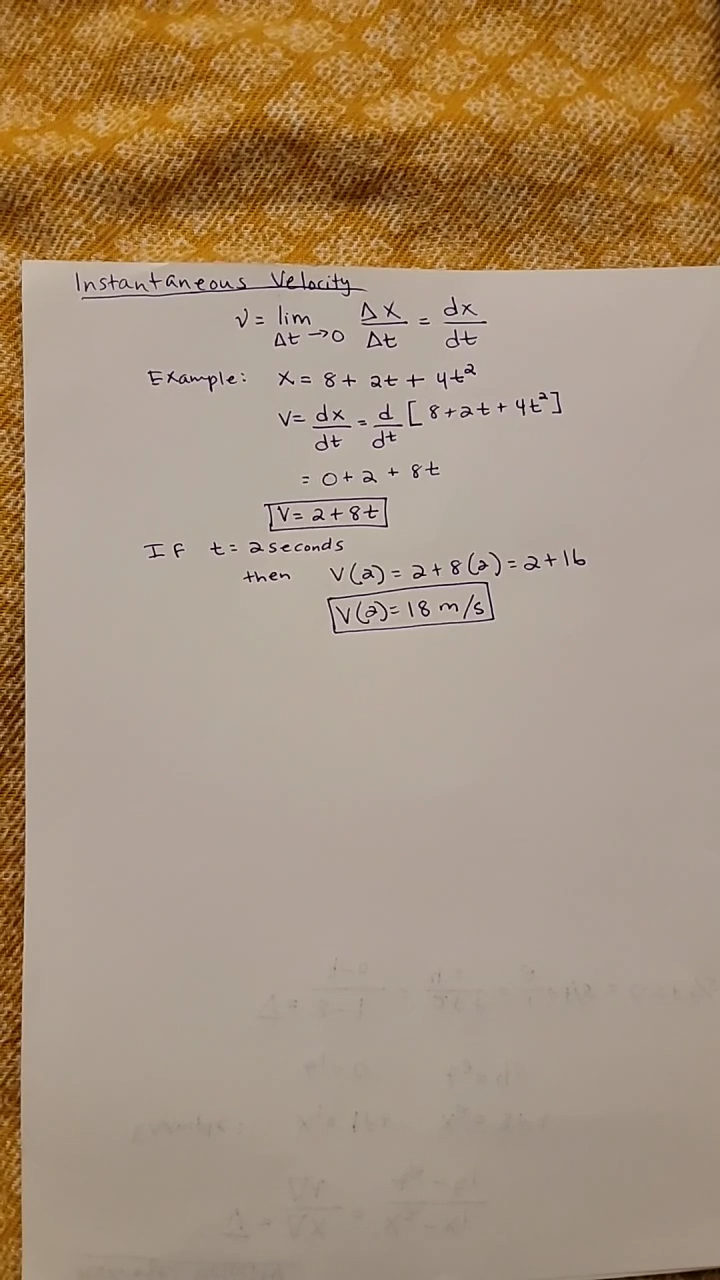 Instantaneous Velocity
v = lim Δt→0 Δx/Δt = dx/dt
Example: x = 8 + 2t + 4t²
V = dx/dt = d/dt [8+2t+4t²]
= 0 + 2 + 8t
V = 2 + 8t
If t = 2 seconds
then V(2) = 2 + 8(2) = 2 + 16
V(2) = 18 m/s